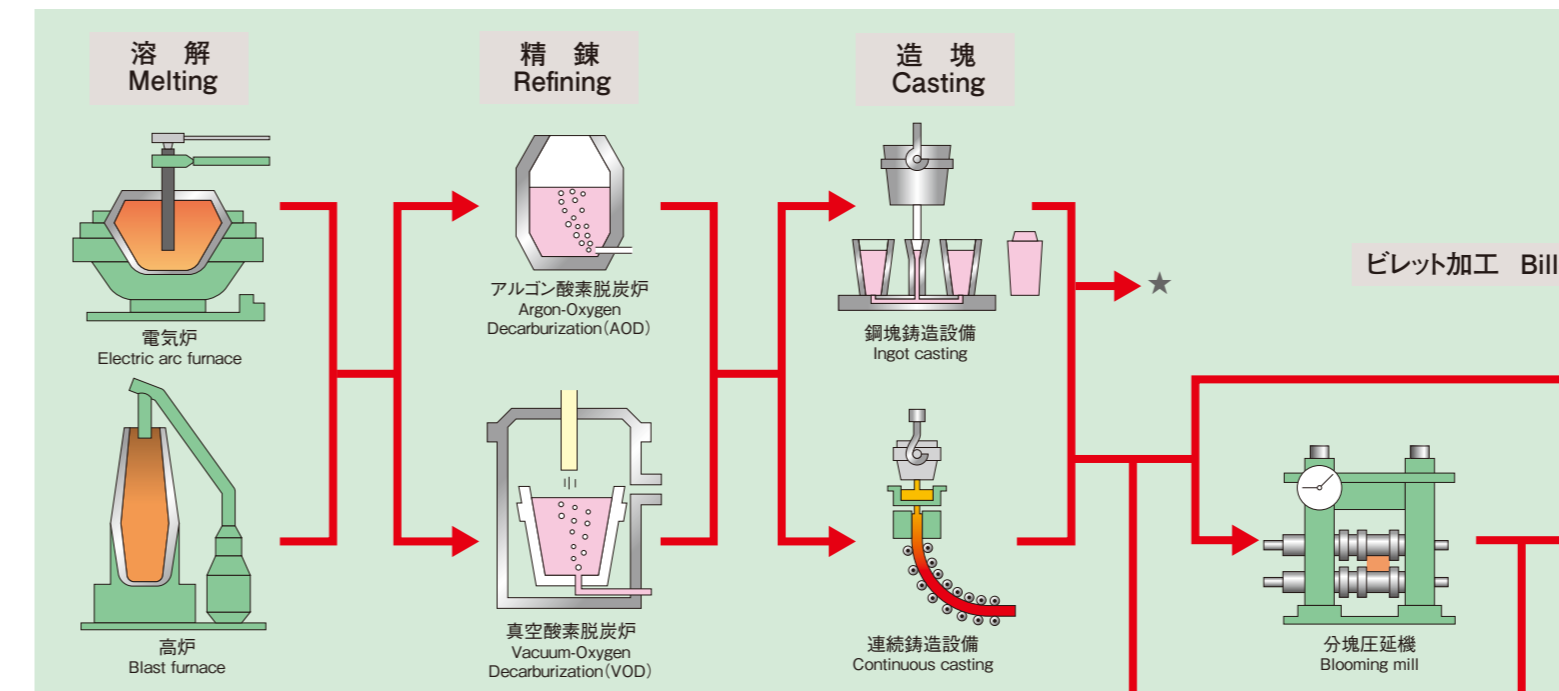 溶　解
Melting
精　錬
Refining
造　塊
Casting
電気炉
Electric arc furnace
アルゴン酸素脱炭炉
Argon-Oxygen
Decarburization（AOD）
鋼塊鋳造設備
Ingot casting
★
ビレット加工　Bill
高炉
Blast furnace
真空酸素脱炭炉
Vacuum-Oxygen
Decarburization（VOD）
連続鋳造設備
Continuous casting
分塊圧延機
Blooming mill